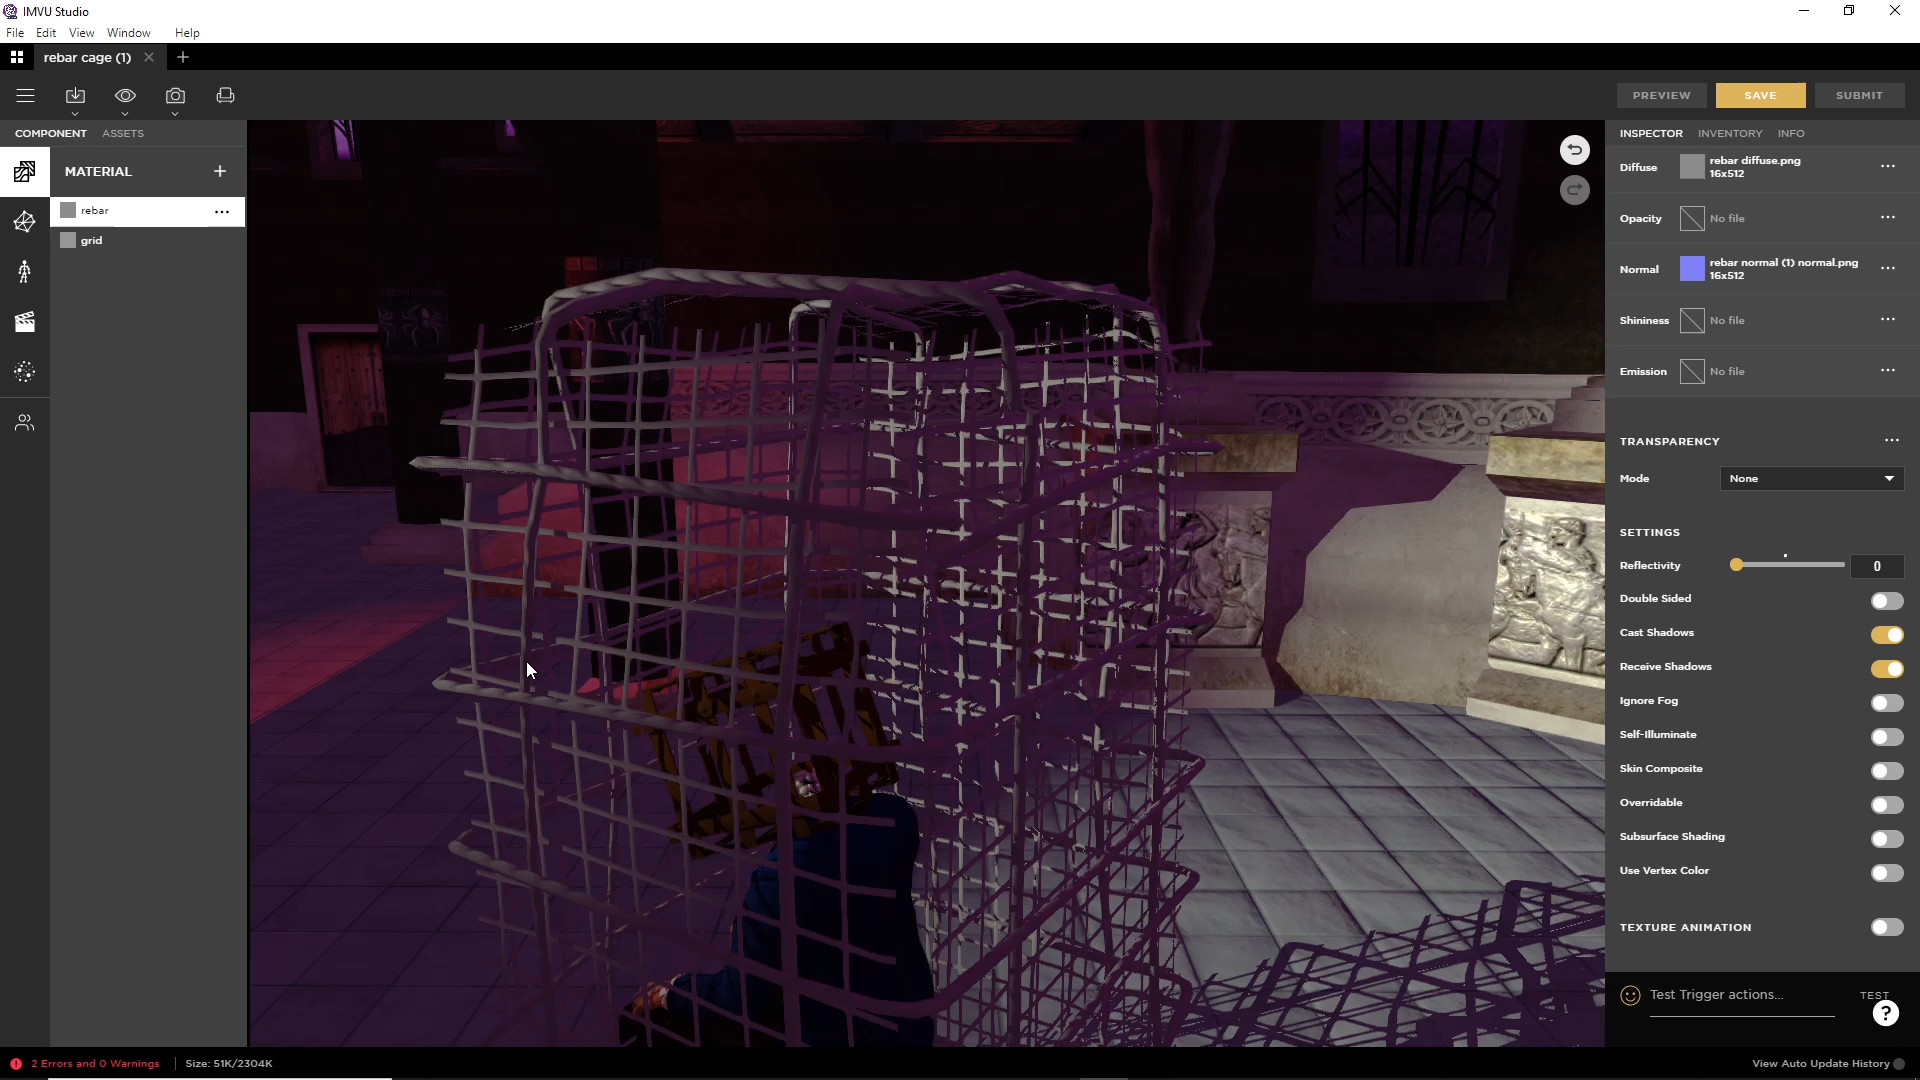 IMVU Studio
File Edit View Window Help
rebar cage (1)
PREVIEW SAVE SUBMIT
COMPONENT ASSETS
INSPECTOR INVENTORY INFO
MATERIAL
rebar
grid
Diffuse rebar diffuse.png
16x512
Opacity No file
Normal rebar normal (1) normal.png
16x512
Shininess No file
Emission No file
TRANSPARENCY
Mode None
SETTINGS
Reflectivity 0
Double Sided
Cast Shadows
Receive Shadows
Ignore Fog
Self-Illuminate
Skin Composite
Overridable
Subsurface Shading
Use Vertex Color
TEXTURE ANIMATION
Test Trigger actions... TEST
?
2 Errors and 0 Warnings Size: 51K/2304K View Auto Update History